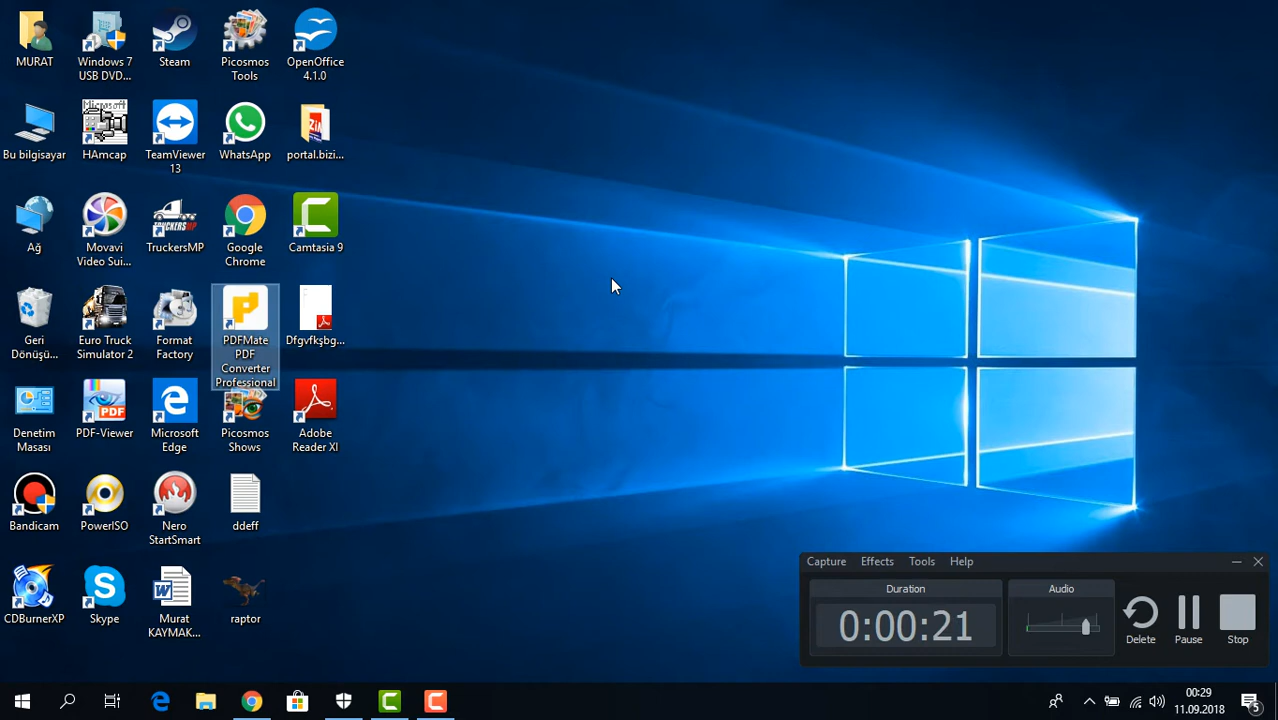 MURAT
Windows 7
USB DVD...
Steam
Picosmos
Tools
OpenOffice
4.1.0
Bu bilgisayar
Microsoft
HAmcap
TeamViewer
13
WhatsApp
portal.bizi...
Ağ
Movavi
Video Sui...
TruckersMP
Google
Chrome
Camtasia 9
Geri
Dönüşü...
Euro Truck
Simulator 2
Format
Factory
PDFMate
PDF
Converter
Professional
Dfgvfkşbg...
Denetim
Masası
PDF
PDF-Viewer
Microsoft
Edge
Picosmos
Shows
Adobe
Reader XI
Bandicam
PowerISO
Nero
StartSmart
ddeff
CDBurnerXP
Skype
Murat
KAYMAK...
raptor
Capture Effects Tools Help
Duration
0:00:21
Audio
Delete
Pause
Stop
00:29
11.09.2018
5